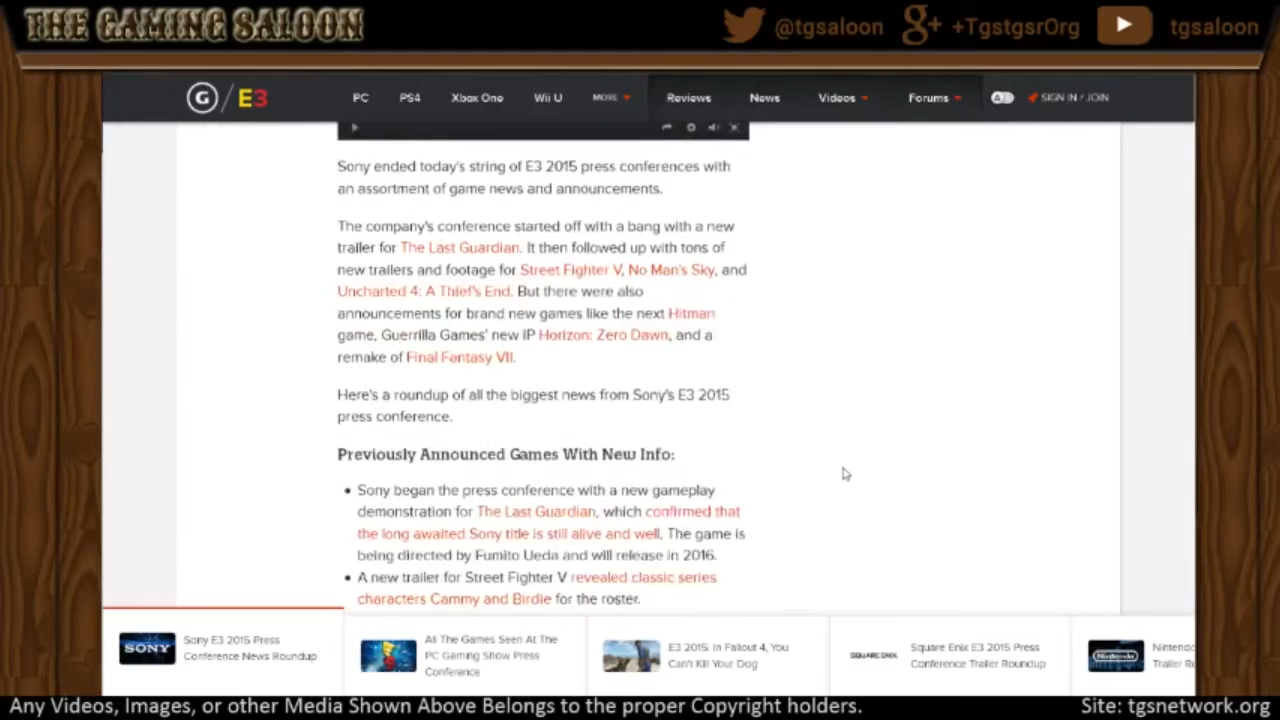 THE GAMING SALOON
@tgsaloon
+TgstgsrOrg
tgsaloon
G / E3
PC PS4 Xbox One Wii U MORE Reviews News Videos Forums SIGN IN / JOIN
Sony ended today's string of E3 2015 press conferences with
an assortment of game news and announcements.
The company's conference started off with a bang with a new
trailer for The Last Guardian. It then followed up with tons of
new trailers and footage for Street Fighter V, No Man's Sky, and
Uncharted 4: A Thief's End. But there were also
announcements for brand new games like the next Hitman
game, Guerrilla Games' new IP Horizon: Zero Dawn, and a
remake of Final Fantasy VII.
Here's a roundup of all the biggest news from Sony's E3 2015
press conference.
Previously Announced Games With New Info:
• Sony began the press conference with a new gameplay
demonstration for The Last Guardian, which confirmed that
the long awaited Sony title is still alive and well. The game is
being directed by Fumito Ueda and will release in 2016.
• A new trailer for Street Fighter V revealed classic series
characters Cammy and Birdie for the roster.
SONY
Sony E3 2015 Press
Conference News Roundup
All The Games Seen At The
PC Gaming Show Press
Conference
E3 2015: In Fallout 4, You
Can't Kill Your Dog
SQUARE ENIX
Square Enix E3 2015 Press
Conference Trailer Roundup
Nintendo
Nintendo
Trailer Ro
Any Videos, Images, or other Media Shown Above Belongs to the proper Copyright holders.
Site: tgsnetwork.org